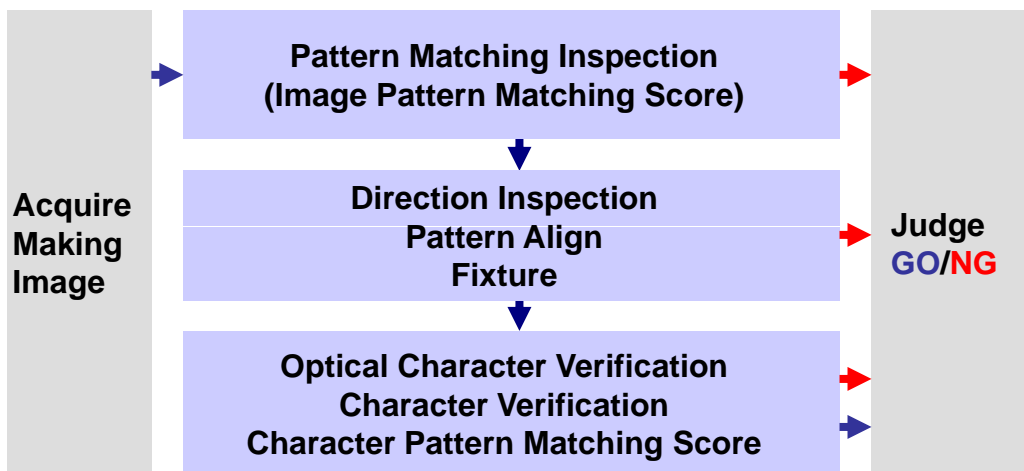 Acquire
Making
Image
Pattern Matching Inspection
(Image Pattern Matching Score)
Direction Inspection
Pattern Align
Fixture
Optical Character Verification
Character Verification
Character Pattern Matching Score
Judge
GO/NG